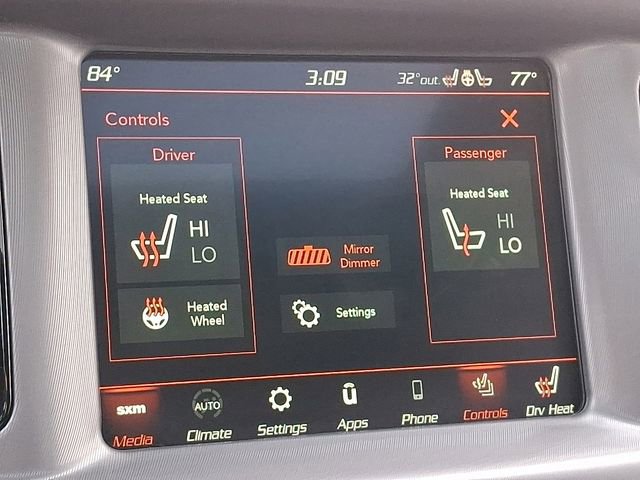 84° 3:09 32° out. 77°
Controls
Driver
Passenger
Heated Seat
HI
LO
Heated Seat
HI
LO
Mirror
Dimmer
Heated
Wheel
Settings
sxm
Media
AUTO
Climate
Settings
ū
Apps
Phone
Controls
Drv Heat